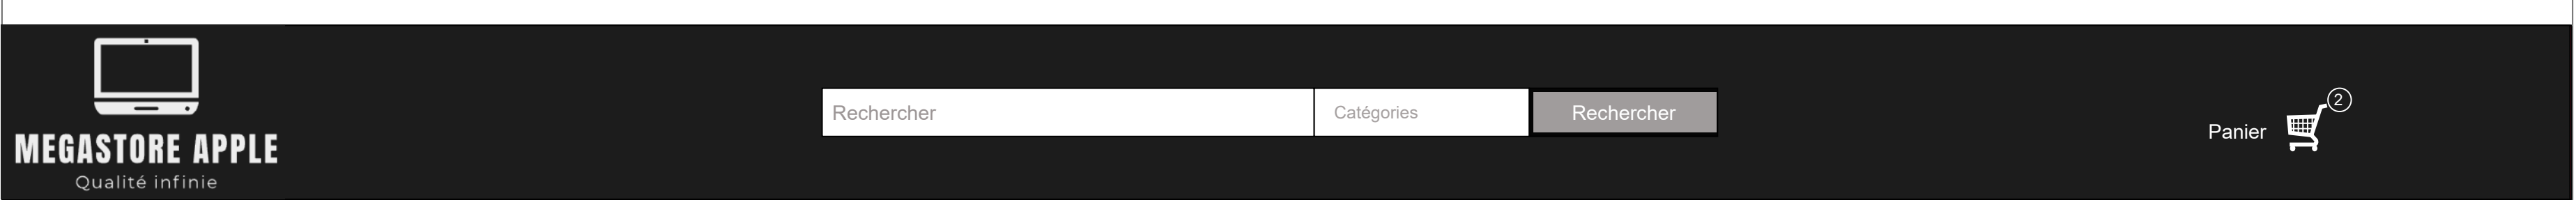 MEGASTORE APPLE
Qualité infinie
Rechercher
Catégories
Rechercher
Panier
2